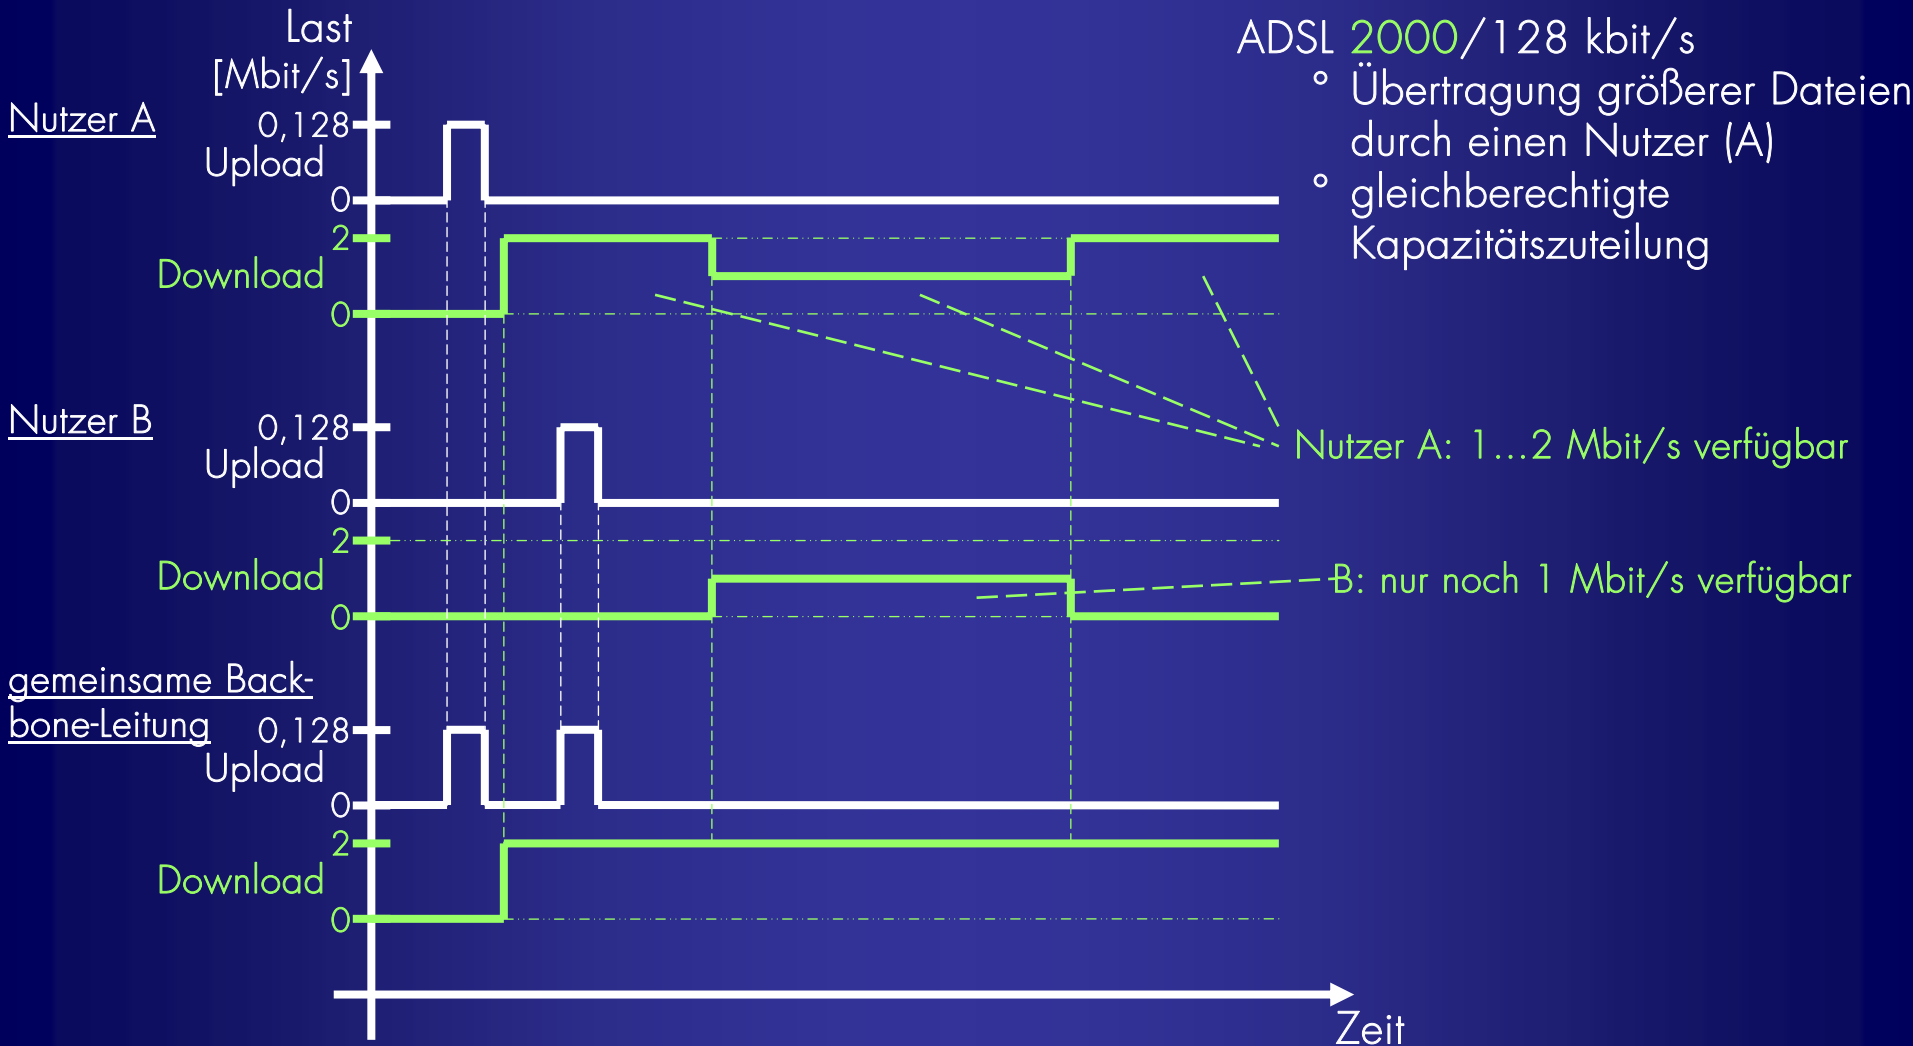 Last
[Mbit/s]
Nutzer A
0,128
Upload
0
2
Download
0
Nutzer B
0,128
Upload
0
2
Download
0
gemeinsame Back-
bone-Leitung
0,128
Upload
0
2
Download
0
Zeit
ADSL 2000/128 kbit/s
° Übertragung größerer Dateien
durch einen Nutzer (A)
° gleichberechtigte
Kapazitätszuteilung
Nutzer A: 1...2 Mbit/s verfügbar
B: nur noch 1 Mbit/s verfügbar